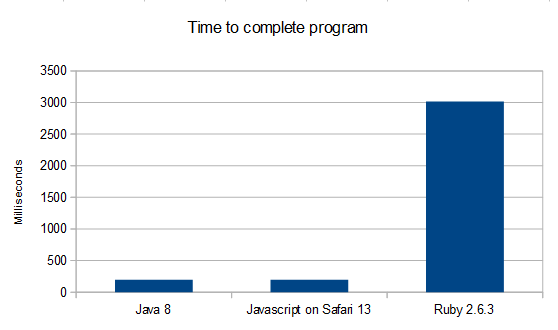 Time to complete program
3500
3000
2500
2000
1500
1000
500
0
Milliseconds
Java 8
Javascript on Safari 13
Ruby 2.6.3